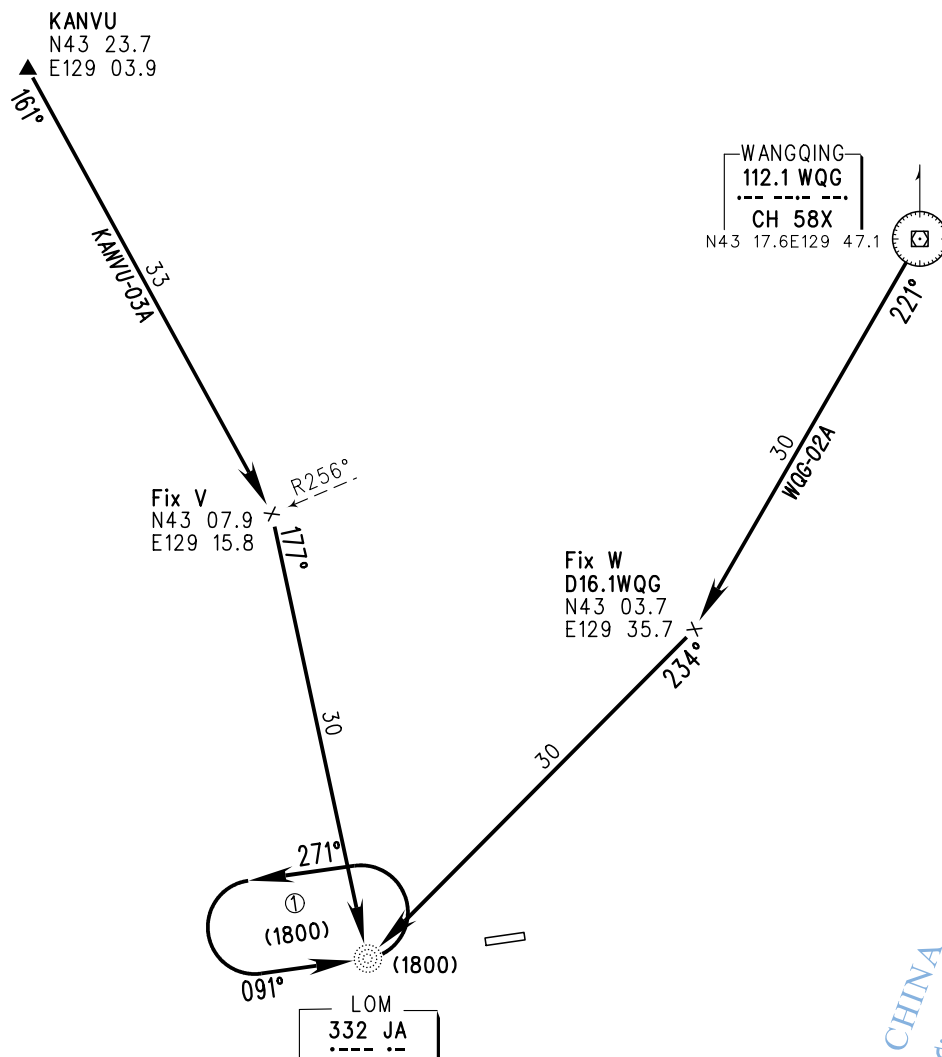 KANVU
N43 23.7
E129 03.9
161°
KANVU-03A
33
WANGQING
112.1 WQG
CH 58X
N43 17.6E129 47.1
221°
30
WQG-02A
R256°
Fix V
N43 07.9
E129 15.8
177°
30
Fix W
D16.1WQG
N43 03.7
E129 35.7
234°
30
271°
1
(1800)
(1800)
091°
LOM
332 JA
CHINA